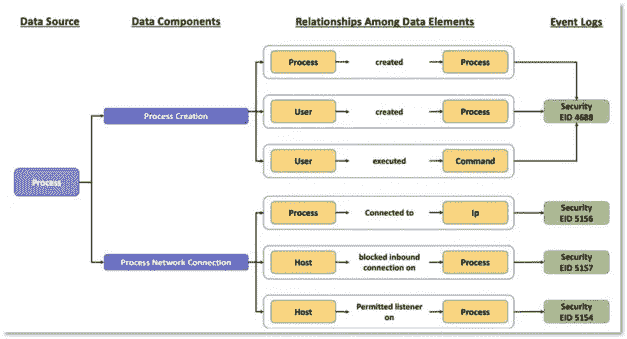 Data Source Data Components Relationships Among Data Elements Event Logs
Process created Process
Process Creation
User created Process
Security
EID 4688
User executed Command
Process
Process Connected to Ip
Security
EID 5156
Process Network Connection
Host blocked inbound
connection on Process
Security
EID 5157
Host Permitted listener
on Process
Security
EID 5154